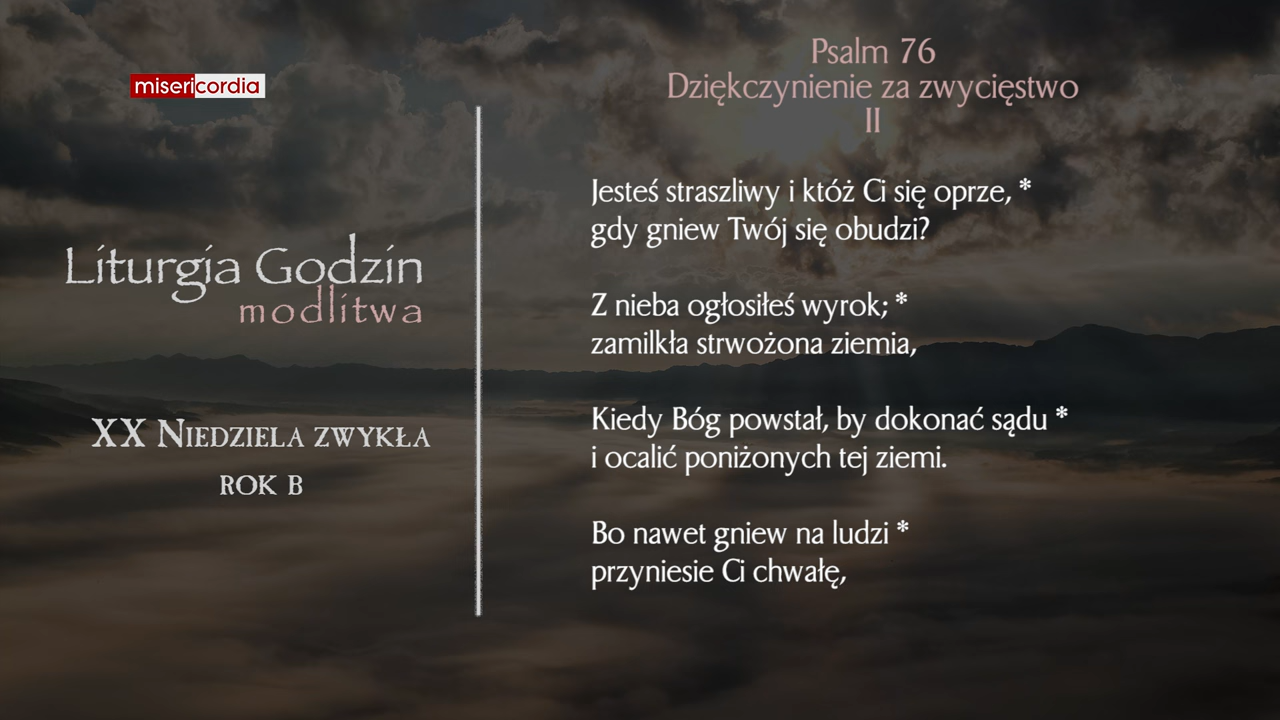 misericordia
Liturgia Godzin
modlitwa
XX Niedziela zwykła
rok B
Psalm 76
Dziękczynienie za zwycięstwo
II
Jesteś straszliwy i któż Ci się oprze, *
gdy gniew Twój się obudzi?
Z nieba ogłosiłeś wyrok; *
zamilkła strwożona ziemia,
Kiedy Bóg powstał, by dokonać sądu *
i ocalić poniżonych tej ziemi.
Bo nawet gniew na ludzi *
przyniesie Ci chwałę,